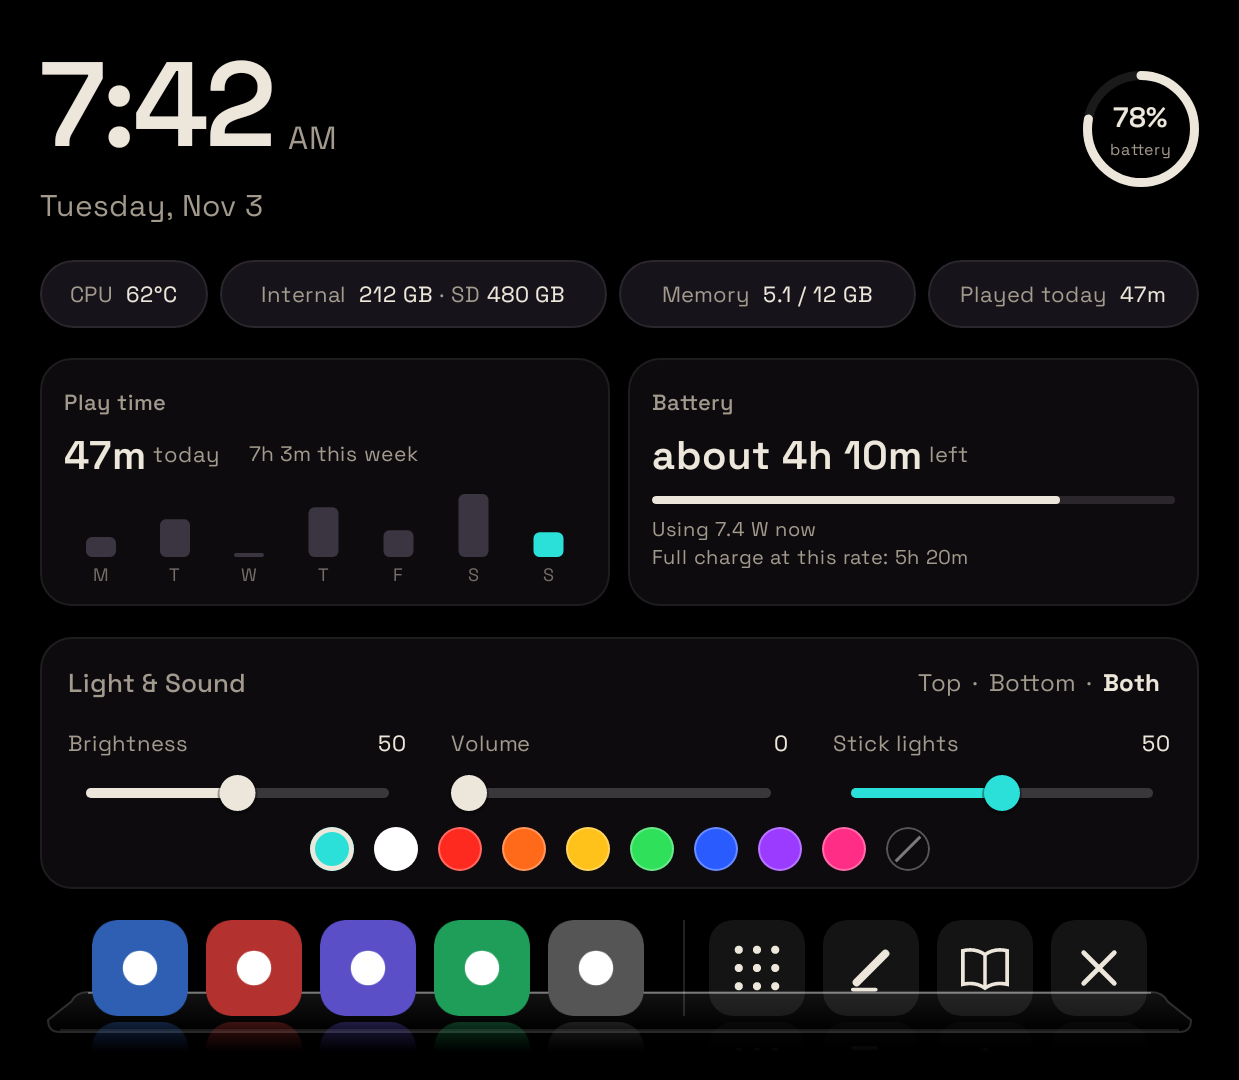 7:42 AM
78%
battery
Tuesday, Nov 3
CPU 62°C
Internal 212 GB · SD 480 GB
Memory 5.1 / 12 GB
Played today 47m
Play time
47m today 7h 3m this week
M T W T F S S
Battery
about 4h 10m left
Using 7.4 W now
Full charge at this rate: 5h 20m
Light & Sound
Top · Bottom · Both
Brightness 50
Volume 0
Stick lights 50